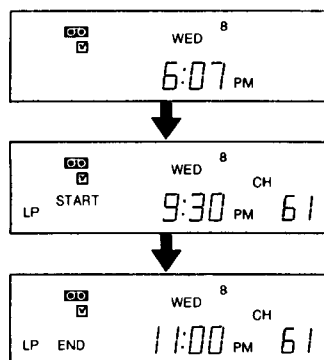 WED 8
6:07 PM
WED 8
CH
LP START 9:30 PM 61
WED 8
CH
LP END 11:00 PM 61